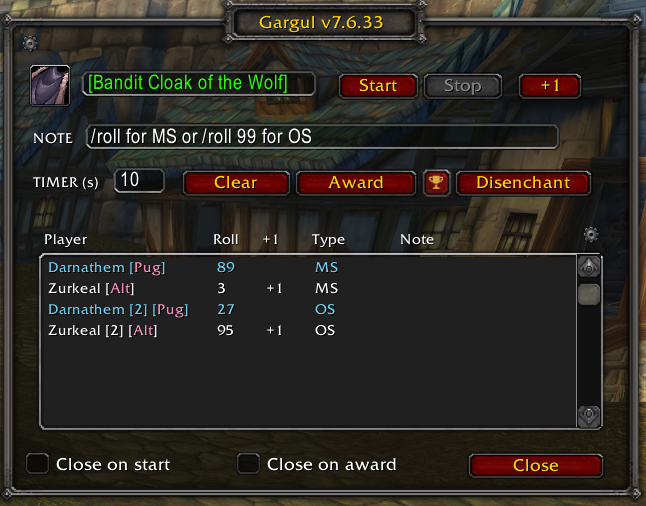 Gargul v7.6.33
[Bandit Cloak of the Wolf] Start Stop +1
NOTE /roll for MS or /roll 99 for OS
TIMER (s) 10 Clear Award Disenchant
Player Roll +1 Type Note
Darnathem [Pug] 89 MS
Zurkeal [Alt] 3 +1 MS
Darnathem [2] [Pug] 27 OS
Zurkeal [2] [Alt] 95 +1 OS
Close on start Close on award Close